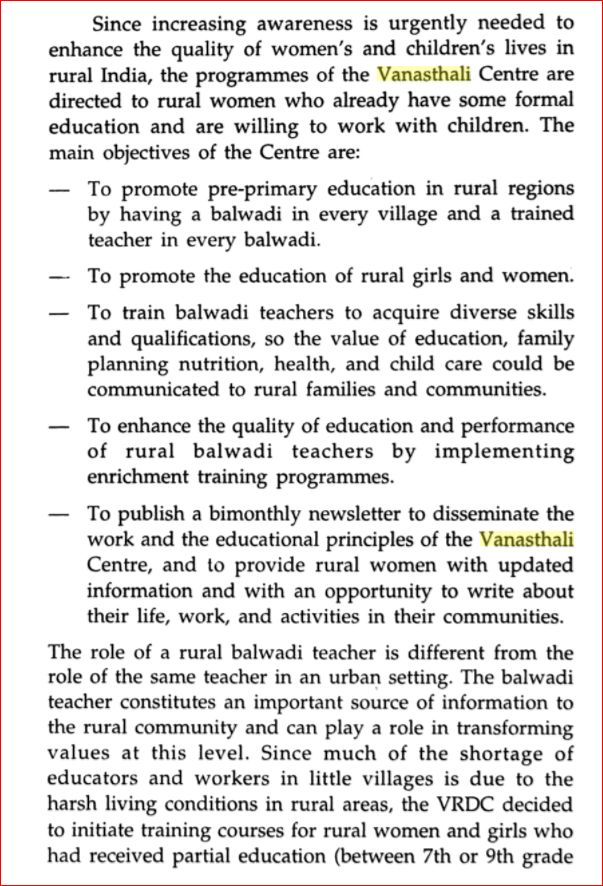 Since increasing awareness is urgently needed to
enhance the quality of women's and children's lives in
rural India, the programmes of the Vanasthali Centre are
directed to rural women who already have some formal
education and are willing to work with children. The
main objectives of the Centre are:
— To promote pre-primary education in rural regions
by having a balwadi in every village and a trained
teacher in every balwadi.
— To promote the education of rural girls and women.
— To train balwadi teachers to acquire diverse skills
and qualifications, so the value of education, family
planning nutrition, health, and child care could be
communicated to rural families and communities.
— To enhance the quality of education and performance
of rural balwadi teachers by implementing
enrichment training programmes.
— To publish a bimonthly newsletter to disseminate the
work and the educational principles of the Vanasthali
Centre, and to provide rural women with updated
information and with an opportunity to write about
their life, work, and activities in their communities.
The role of a rural balwadi teacher is different from the
role of the same teacher in an urban setting. The balwadi
teacher constitutes an important source of information to
the rural community and can play a role in transforming
values at this level. Since much of the shortage of
educators and workers in little villages is due to the
harsh living conditions in rural areas, the VRDC decided
to initiate training courses for rural women and girls who
had received partial education (between 7th or 9th grade